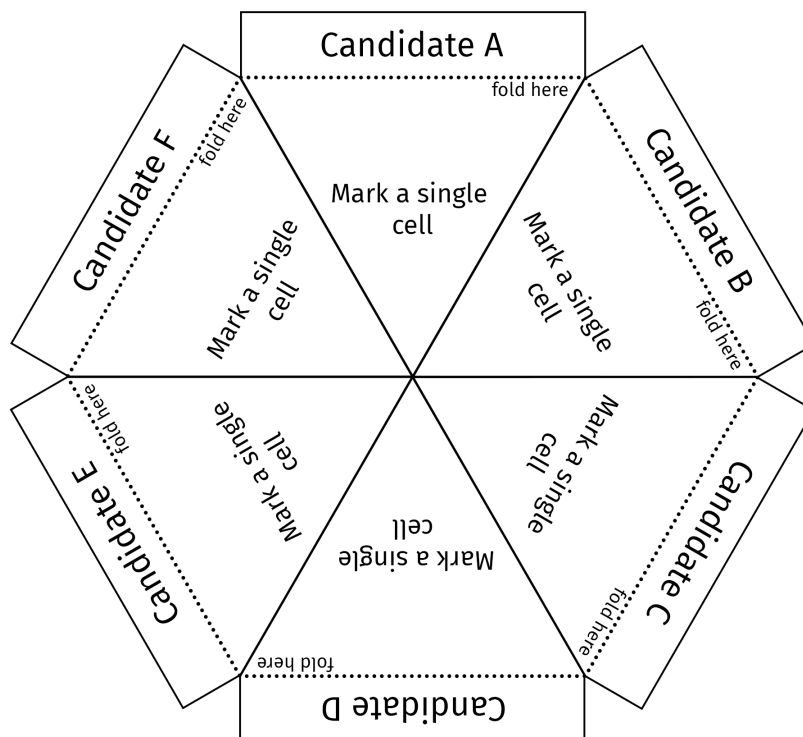 Candidate A
fold here
Mark a single
cell
Candidate B
fold here
Mark a single
cell
Candidate C
fold here
Mark a single
cell
Candidate D
fold here
Mark a single
cell
Candidate E
fold here
Mark a single
cell
Candidate F
fold here
Mark a single
cell